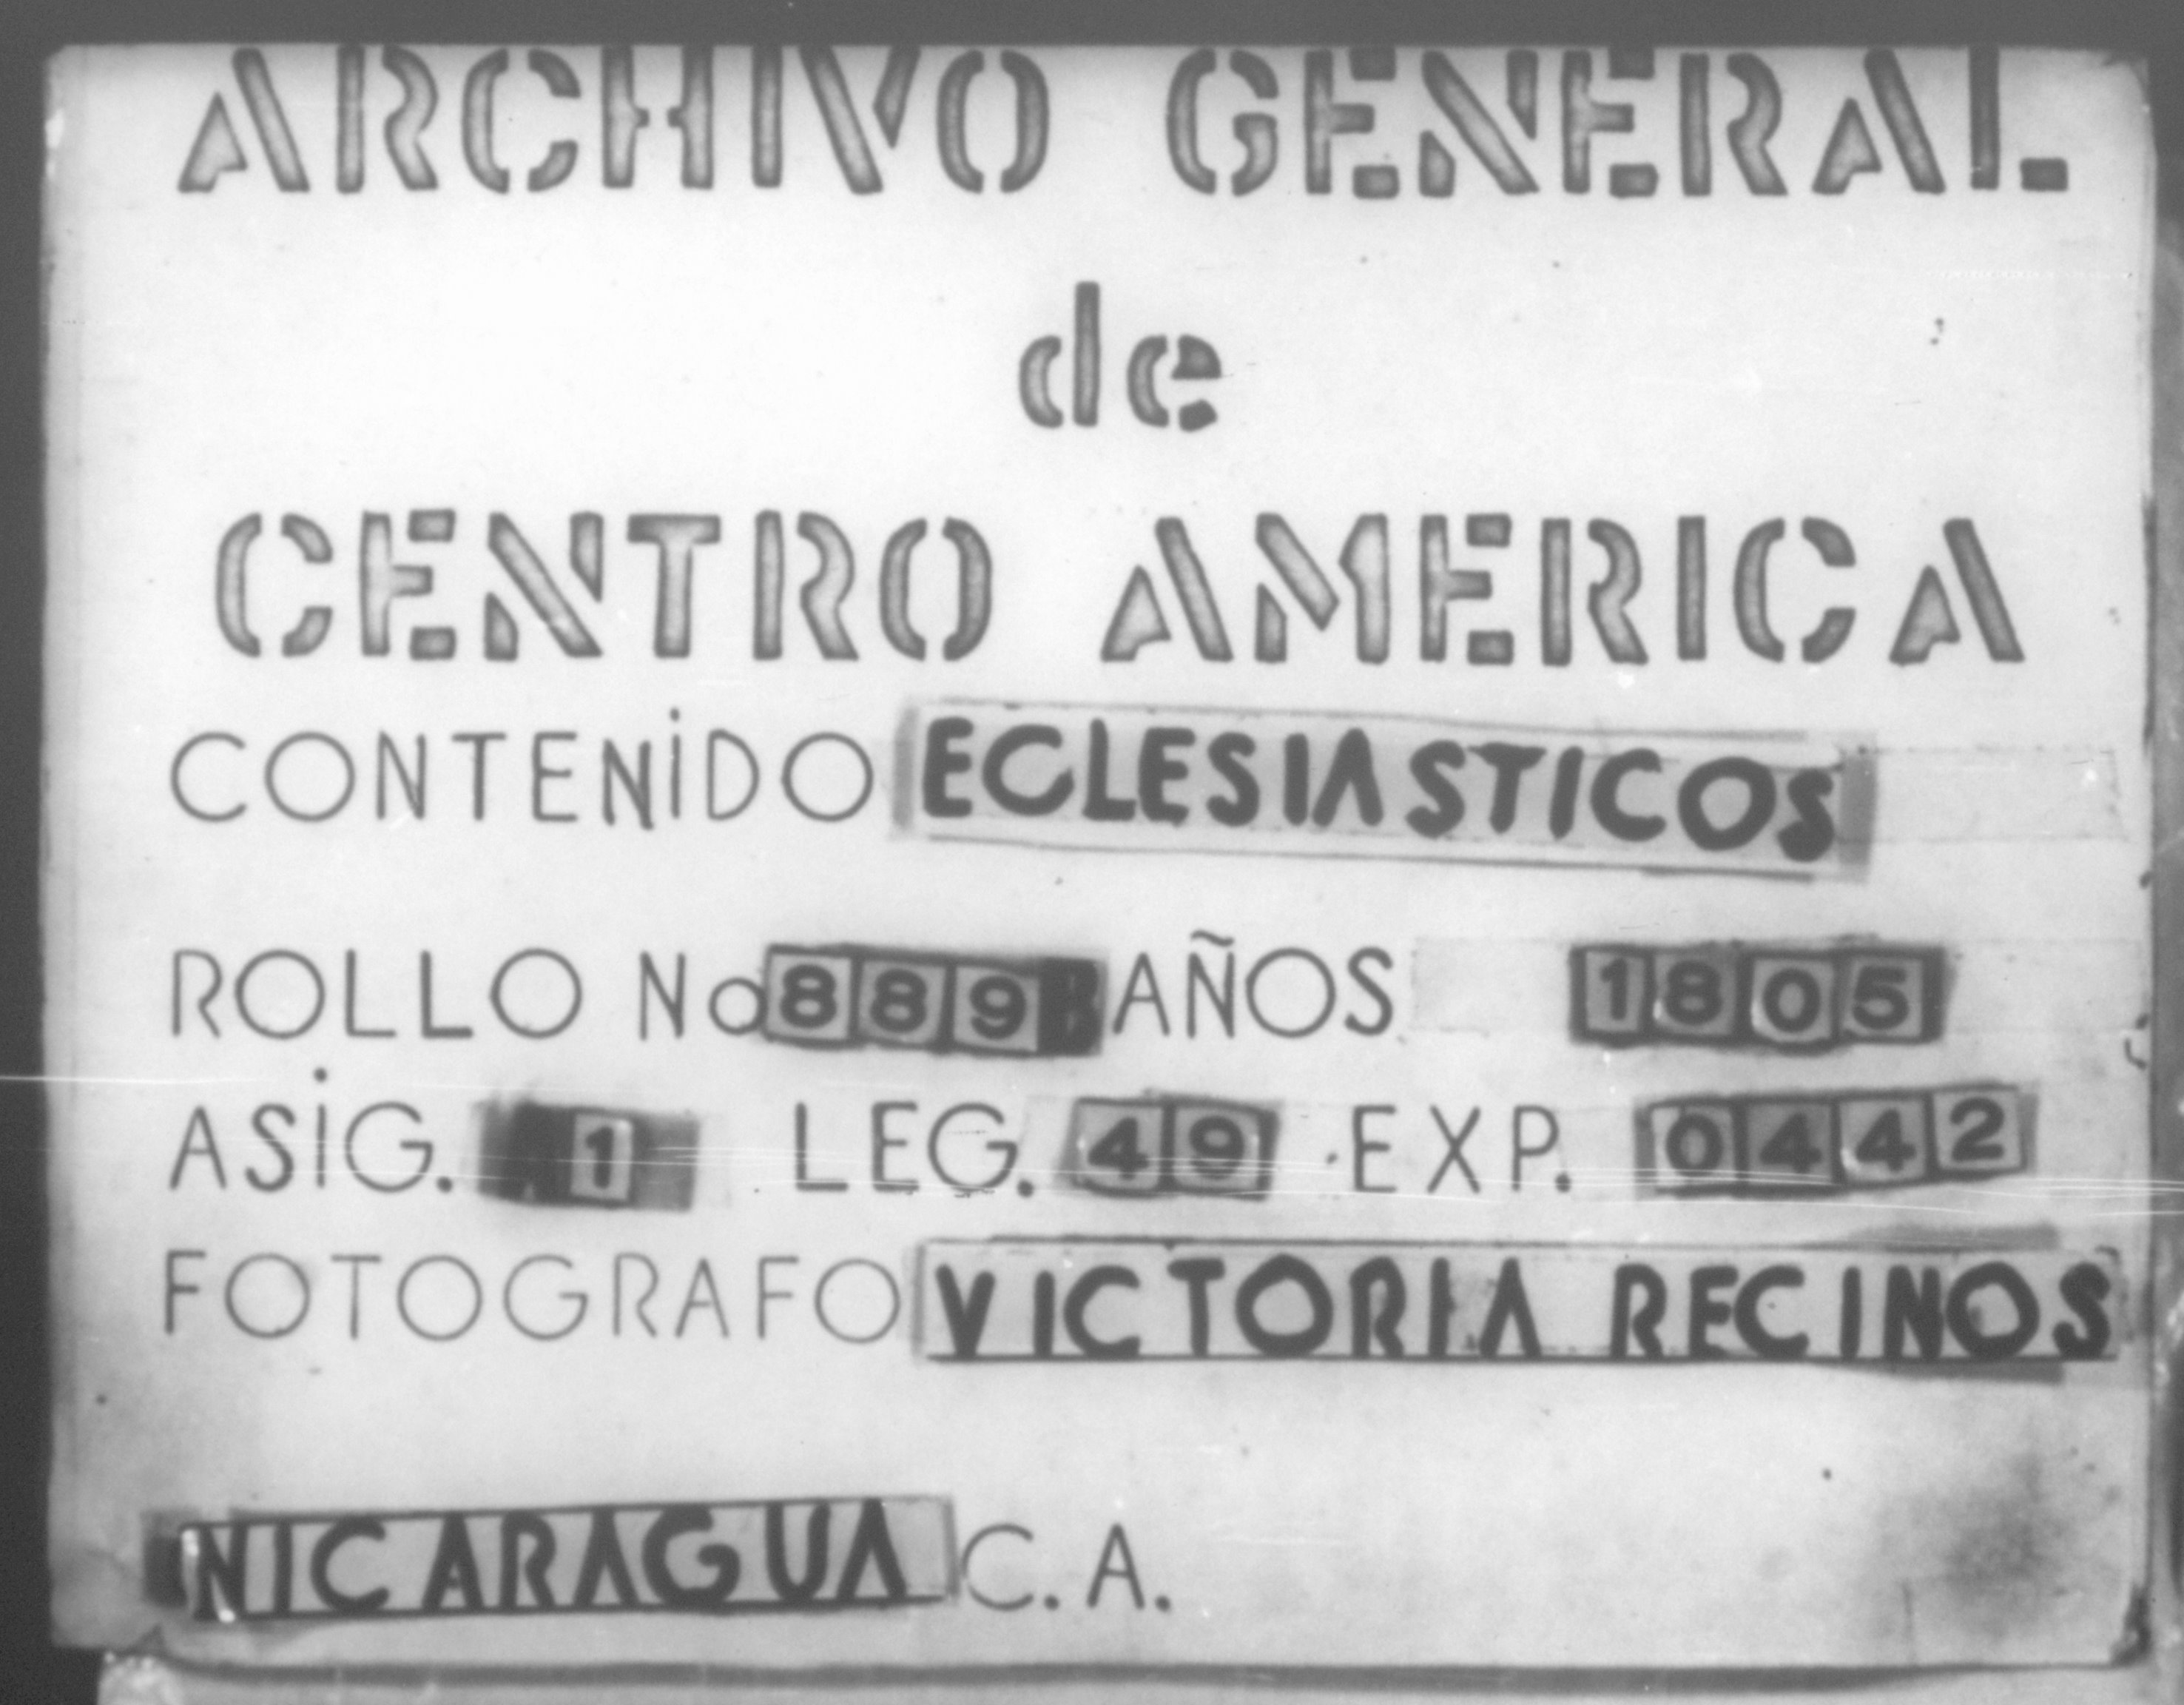 ARCHIVO GENERAL
de
CENTRO AMERICA
CONTENIDO ECLESIASTICOS
ROLLO No 889 AÑOS 1805
ASIG. 1 LEG. 49 EXP. 0442
FOTOGRAFO VICTORIA RECINOS
NICARAGUA C. A.